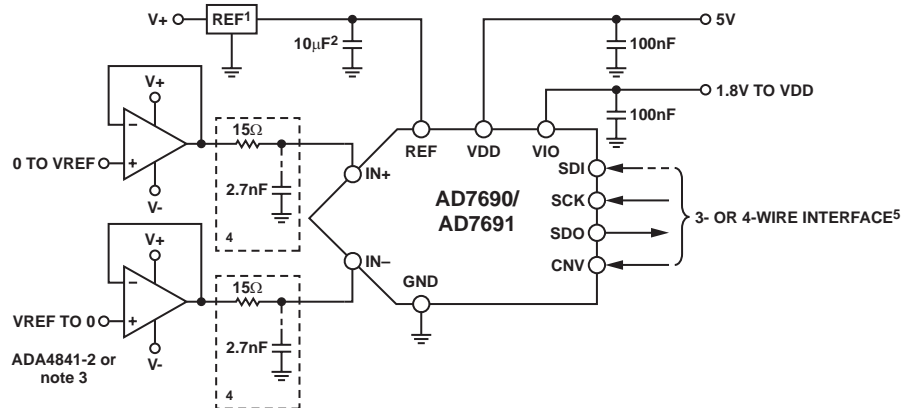 V+ REF1 5V
10μF2 100nF
1.8V TO VDD
V+ 100nF
15Ω
REF VDD VIO
− SDI
0 TO VREF + IN+
2.7nF AD7690/ SCK
V- AD7691 3- OR 4-WIRE INTERFACE5
SDO
V+ 4 IN− CNV
15Ω GND
−
VREF TO 0 +
2.7nF
ADA4841-2 or V-
note 3
4